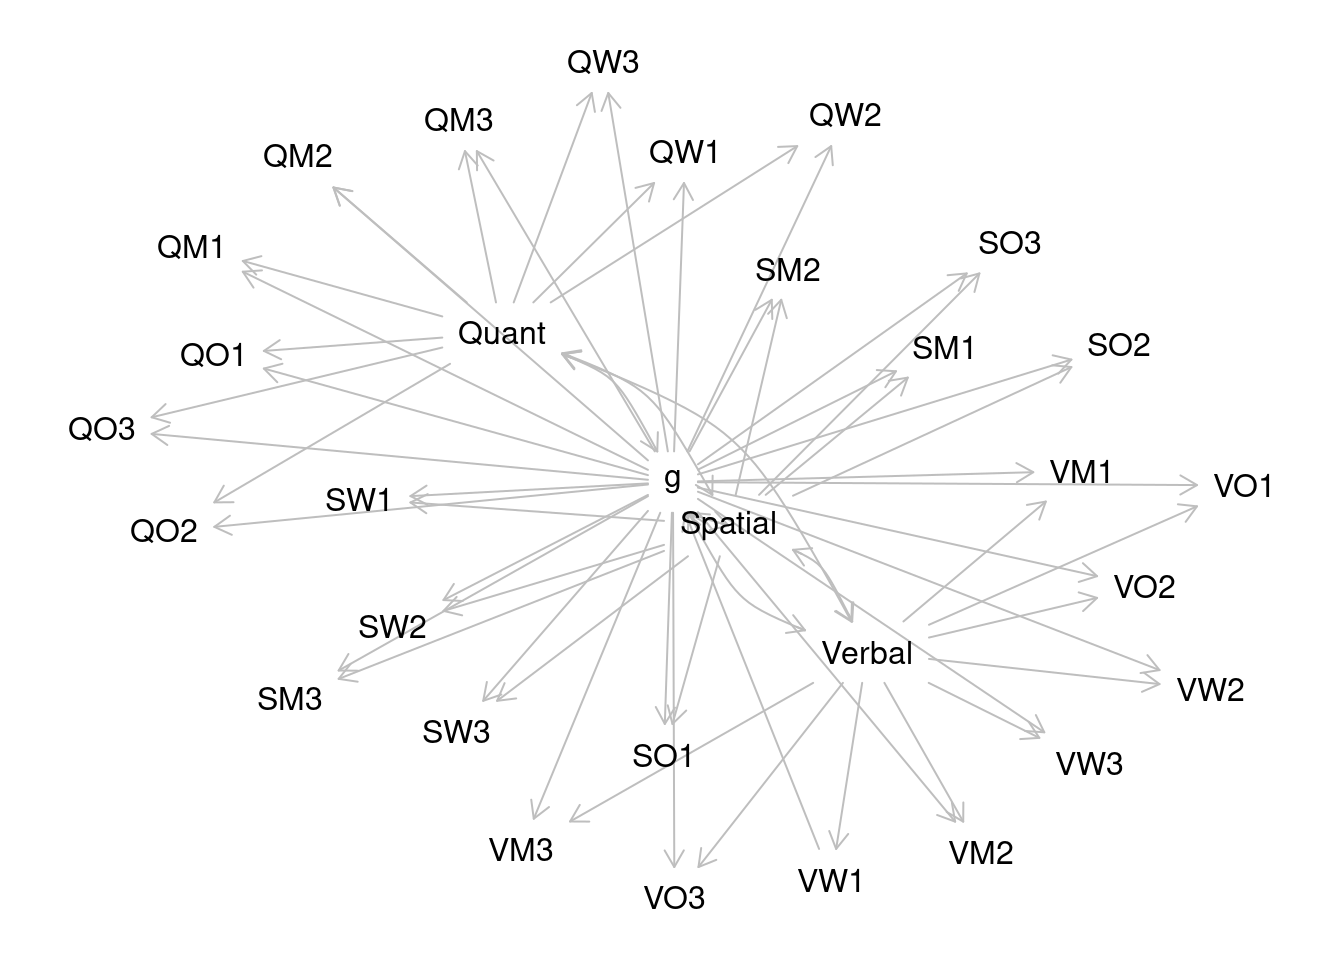 QW3
QM3
QW2
QM2
QW1
QM1
SO3
SM2
Quant
QO1
SM1
SO2
QO3
g
VM1
VO1
SW1
QO2
Spatial
VO2
SW2
Verbal
SM3
VW2
SW3
SO1
VW3
VM3
VM2
VO3
VW1